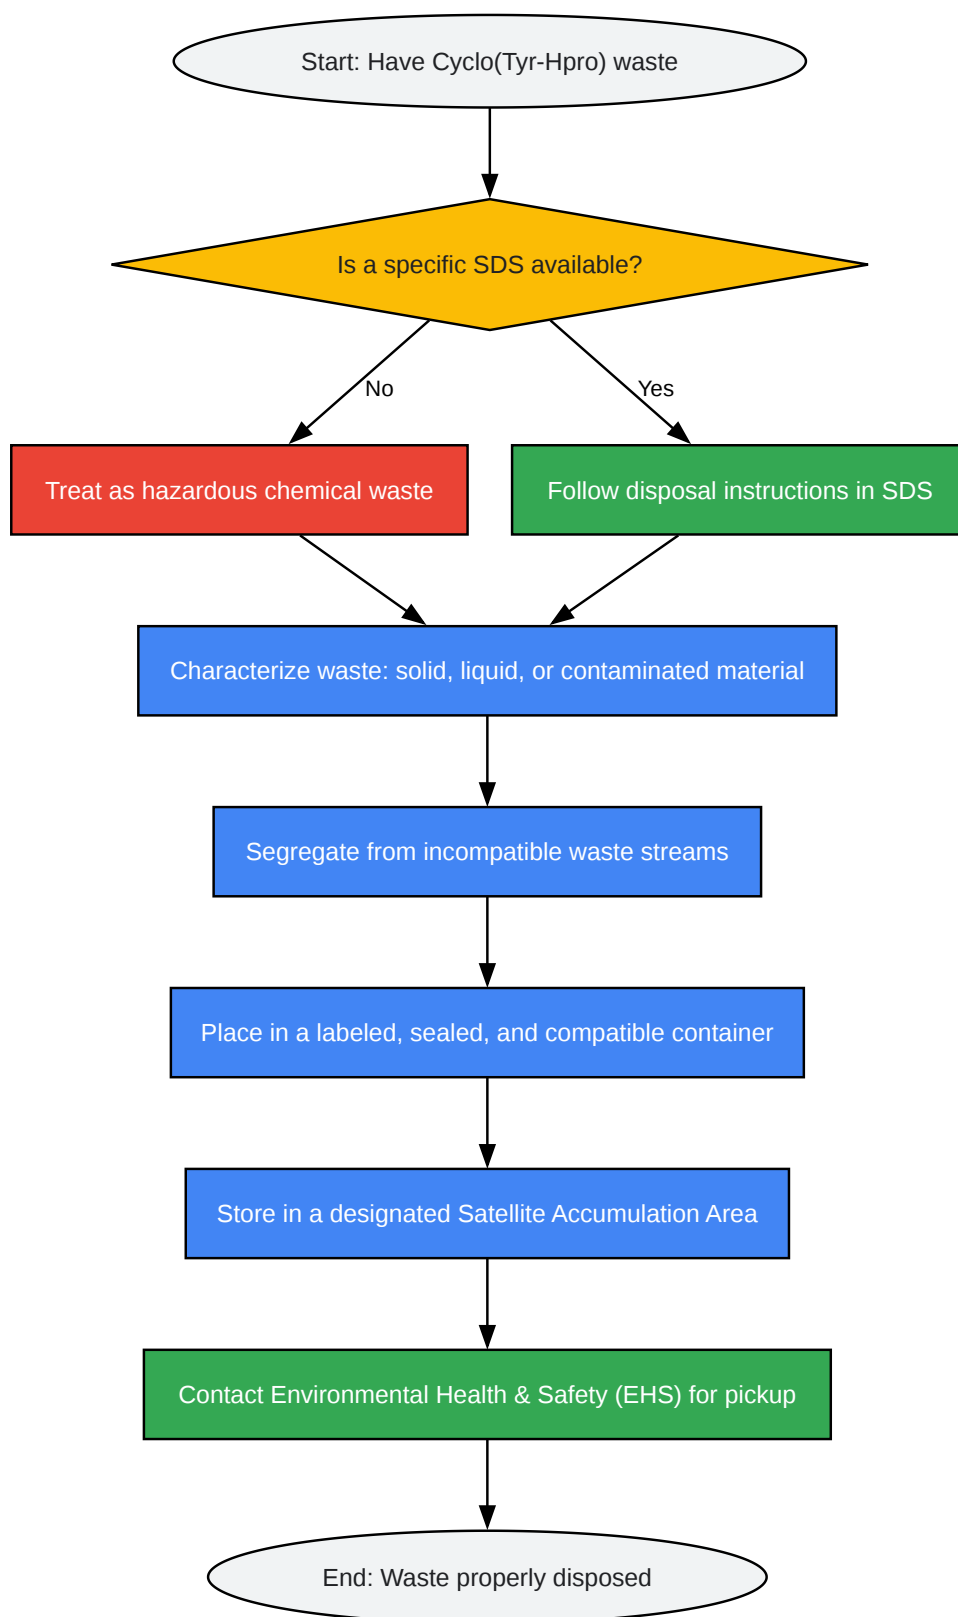 Start: Have Cyclo(Tyr-Hpro) waste
Is a specific SDS available?
No
Yes
Treat as hazardous chemical waste
Follow disposal instructions in SDS
Characterize waste: solid, liquid, or contaminated material
Segregate from incompatible waste streams
Place in a labeled, sealed, and compatible container
Store in a designated Satellite Accumulation Area
Contact Environmental Health & Safety (EHS) for pickup
End: Waste properly disposed